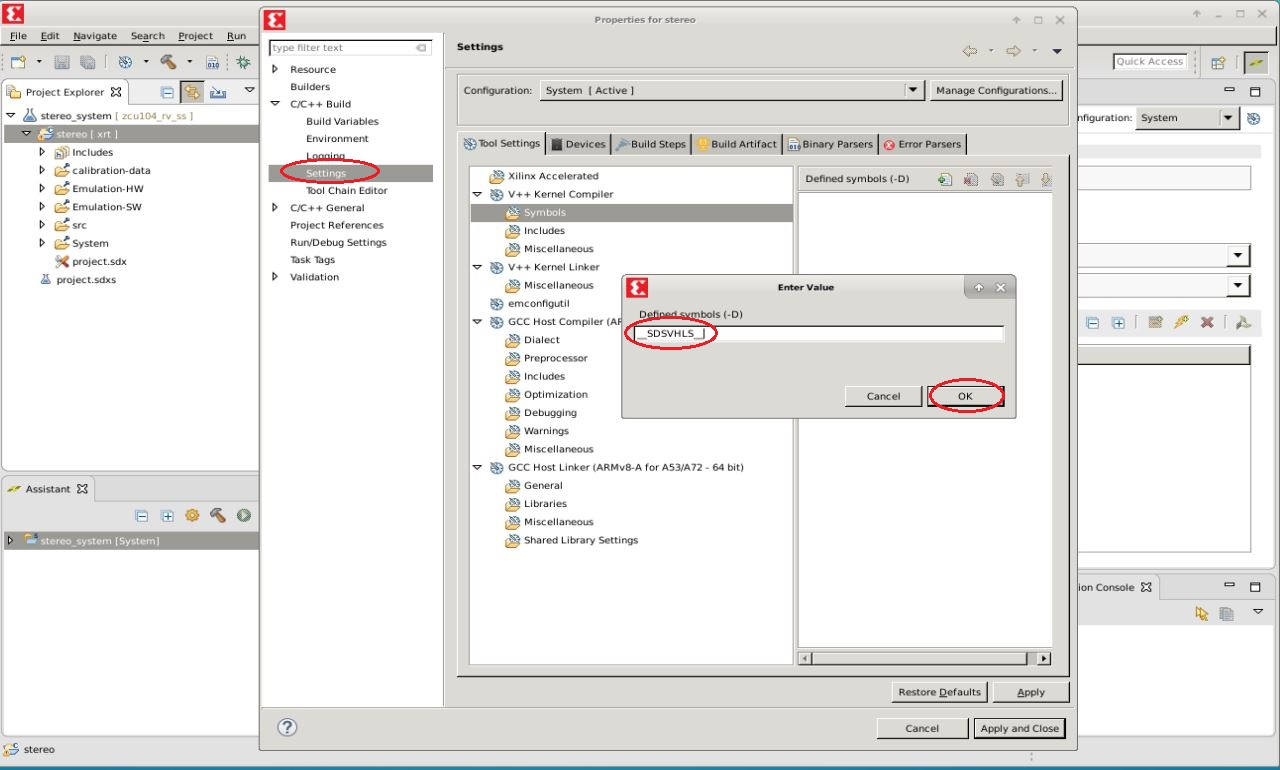 Properties for stereo
File Edit Navigate Search Project Run
type filter text
Settings
Quick Access
Project Explorer
Resource
Builders
C/C++ Build
Build Variables
Environment
Logging
Settings
Tool Chain Editor
C/C++ General
Project References
Run/Debug Settings
Task Tags
Validation
Configuration: System [ Active ] Manage Configurations...
nfiguration: System
stereo_system [ zcu104_rv_ss ]
stereo [ xrt ]
Includes
calibration-data
Emulation-HW
Emulation-SW
src
System
project.sdx
project.sdxs
Tool Settings Devices Build Steps Build Artifact Binary Parsers Error Parsers
Xilinx Accelerated
V++ Kernel Compiler
Symbols
Includes
Miscellaneous
V++ Kernel Linker
Miscellaneous
emconfigutil
GCC Host Compiler (AR
Dialect
Preprocessor
Includes
Optimization
Debugging
Warnings
Miscellaneous
GCC Host Linker (ARMv8-A for A53/A72 - 64 bit)
General
Libraries
Miscellaneous
Shared Library Settings
Defined symbols (-D)
Enter Value
Defined symbols (-D)
__SDSVHLS__
Cancel OK
Assistant
stereo_system [System]
ion Console
Restore Defaults Apply
Cancel Apply and Close
stereo